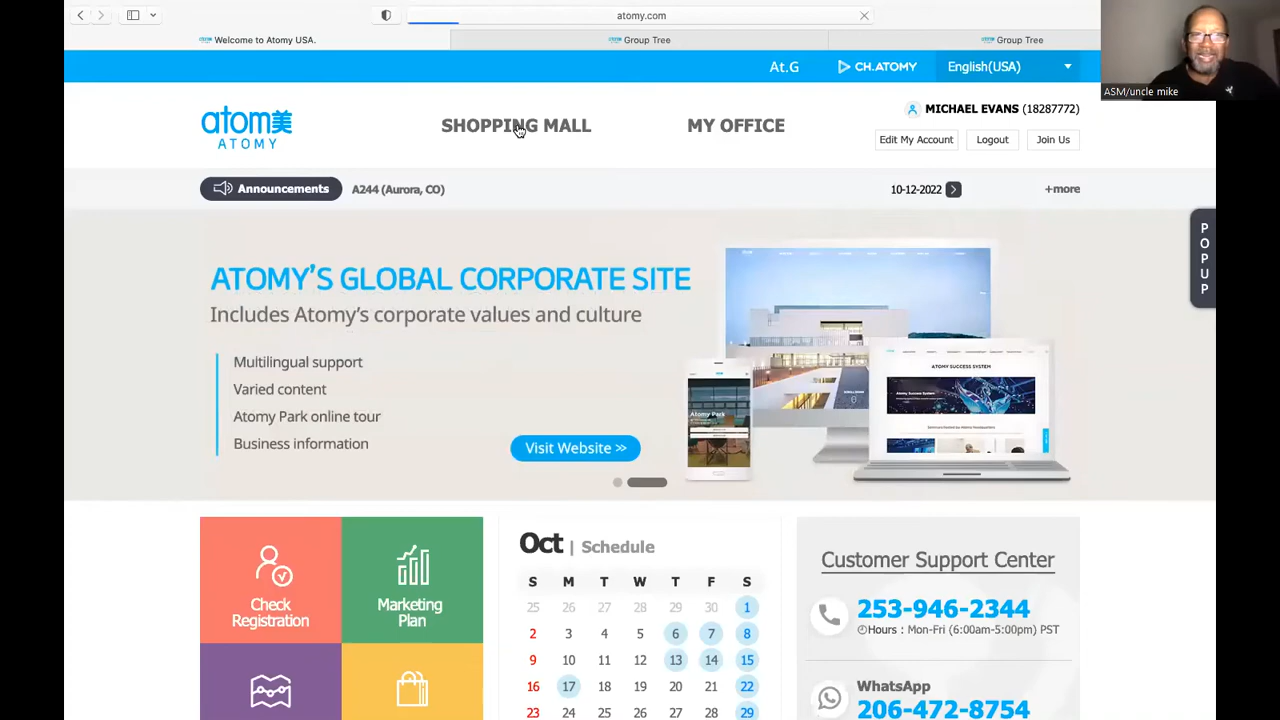 atomy.com
Welcome to Atomy USA.
Group Tree
Group Tree
At.G
CH.ATOMY
English(USA)
ASM/uncle mike
atom美
ATOMY
SHOPPING MALL
MY OFFICE
MICHAEL EVANS (18287772)
Edit My Account
Logout
Join Us
Announcements
A244 (Aurora, CO)
10-12-2022
+more
POPUP
ATOMY'S GLOBAL CORPORATE SITE
Includes Atomy's corporate values and culture
Multilingual support
Varied content
Atomy Park online tour
Business information
Visit Website >>
Atomy Park
ATOMY SUCCESS SYSTEM
Atomy Success System
Check
Registration
Marketing
Plan
Oct | Schedule
S M T W T F S
25 26 27 28 29 30 1
2 3 4 5 6 7 8
9 10 11 12 13 14 15
16 17 18 19 20 21 22
23 24 25 26 27 28 29
Customer Support Center
253-946-2344
Hours : Mon-Fri (6:00am-5:00pm) PST
WhatsApp
206-472-8754